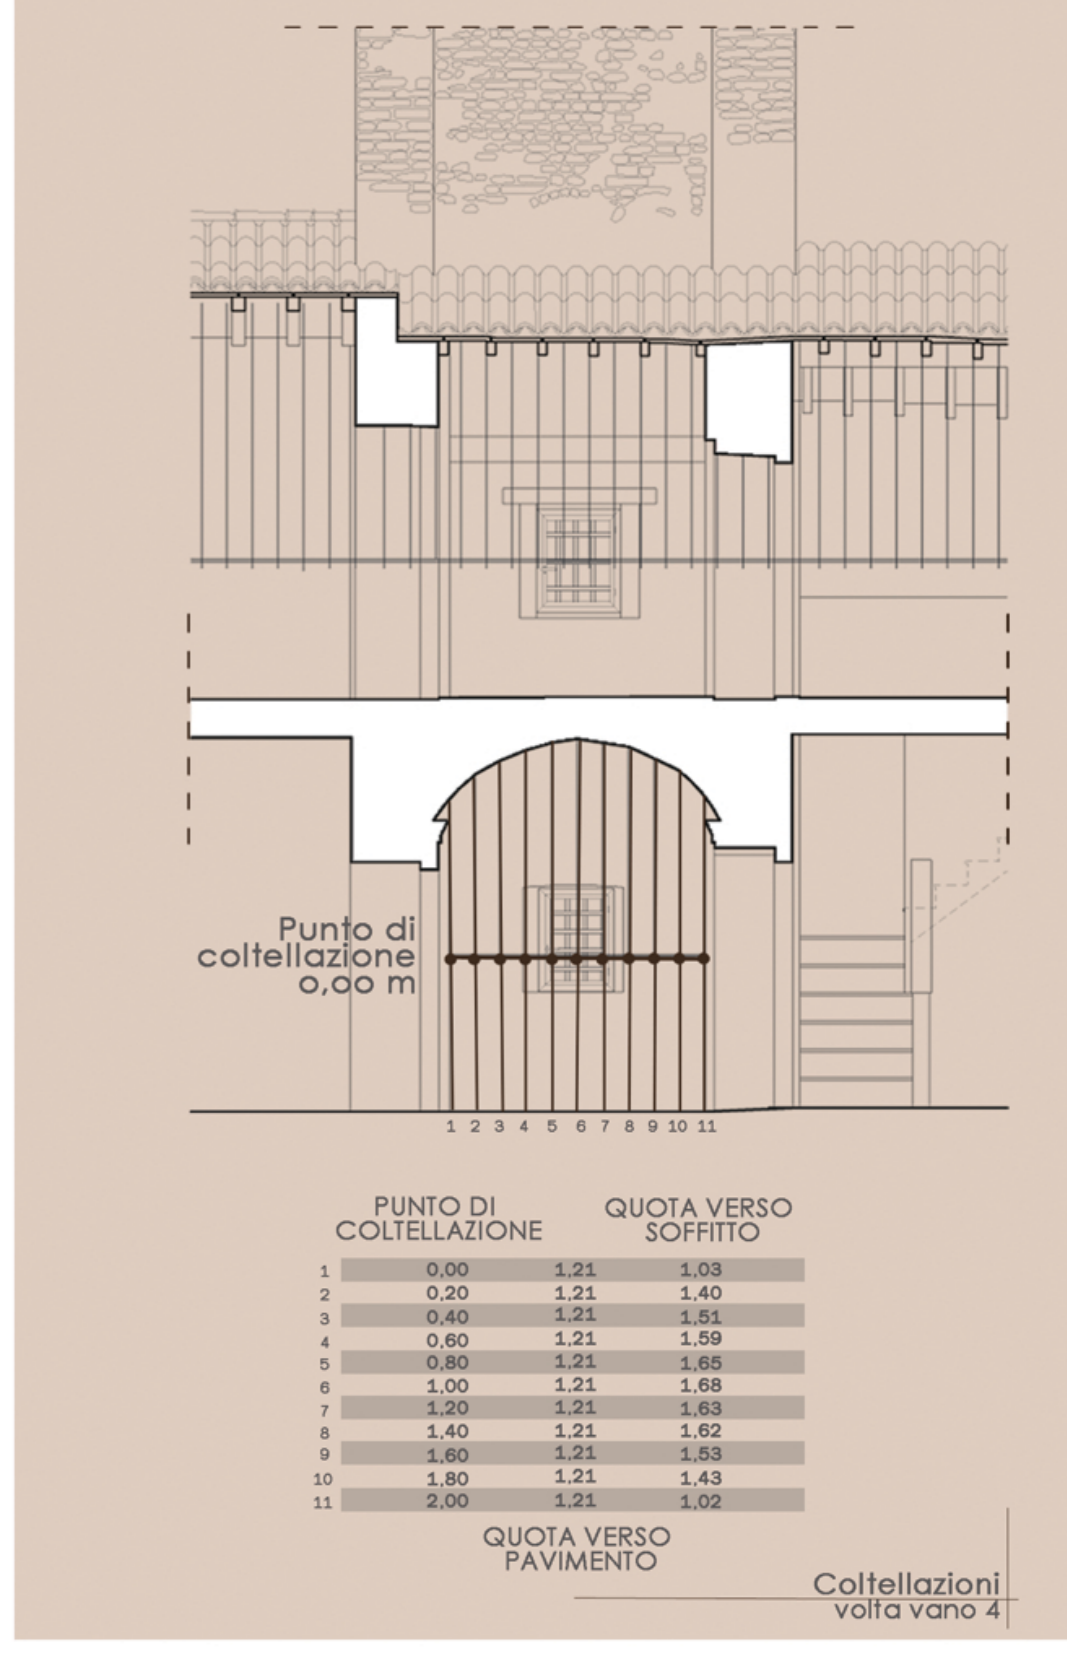 Punto di
coltellazione
0,00 m
1 2 3 4 5 6 7 8 9 10 11
PUNTO DI
COLTELLAZIONE
QUOTA VERSO
SOFFITTO
1 0,00 1,21 1,03
2 0,20 1,21 1,40
3 0,40 1,21 1,51
4 0,60 1,21 1,59
5 0,80 1,21 1,65
6 1,00 1,21 1,68
7 1,20 1,21 1,63
8 1,40 1,21 1,62
9 1,60 1,21 1,53
10 1,80 1,21 1,43
11 2,00 1,21 1,02
QUOTA VERSO
PAVIMENTO
Coltellazioni
volta vano 4